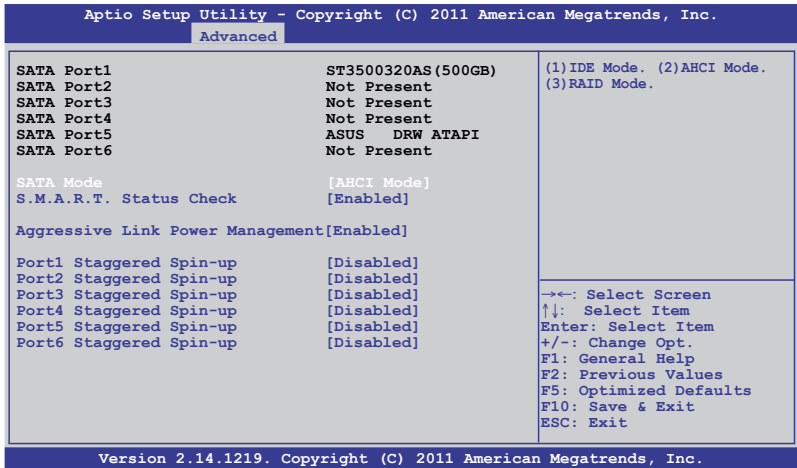 Aptio Setup Utility - Copyright (C) 2011 American Megatrends, Inc.
Advanced
SATA Port1 ST3500320AS(500GB)
SATA Port2 Not Present
SATA Port3 Not Present
SATA Port4 Not Present
SATA Port5 ASUS DRW ATAPI
SATA Port6 Not Present
SATA Mode [AHCI Mode]
S.M.A.R.T. Status Check [Enabled]
Aggressive Link Power Management[Enabled]
Port1 Staggered Spin-up [Disabled]
Port2 Staggered Spin-up [Disabled]
Port3 Staggered Spin-up [Disabled]
Port4 Staggered Spin-up [Disabled]
Port5 Staggered Spin-up [Disabled]
Port6 Staggered Spin-up [Disabled]
(1)IDE Mode. (2)AHCI Mode.
(3)RAID Mode.
→←: Select Screen
↑↓: Select Item
Enter: Select Item
+/-: Change Opt.
F1: General Help
F2: Previous Values
F5: Optimized Defaults
F10: Save & Exit
ESC: Exit
Version 2.14.1219. Copyright (C) 2011 American Megatrends, Inc.